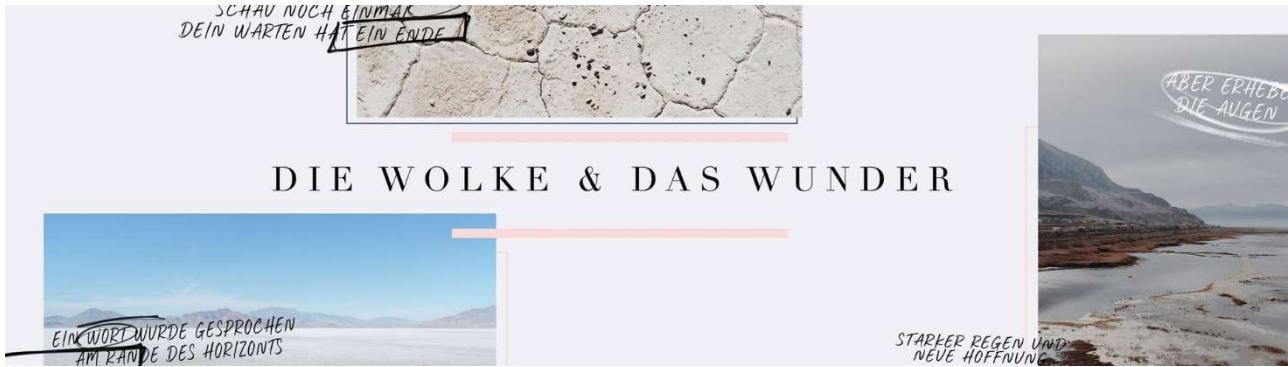 SCHAU NOCH EINMAL
DEIN WARTEN HAT EIN ENDE
ABER ERHEBE
DIE AUGEN
DIE WOLKE & DAS WUNDER
EIN WORT WURDE GESPROCHEN
AM RANDE DES HORIZONTS
STARKER REGEN UND
NEUE HOFFNUNG